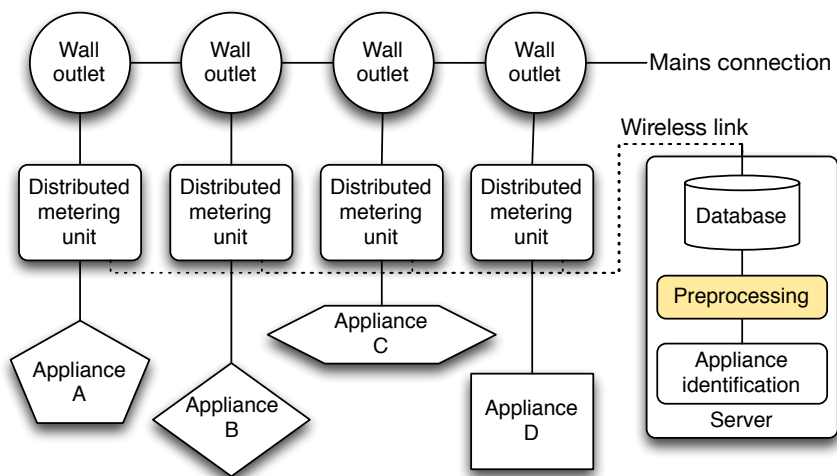 Wall
outlet
Wall
outlet
Wall
outlet
Wall
outlet
Mains connection
Wireless link
Distributed
metering
unit
Distributed
metering
unit
Distributed
metering
unit
Distributed
metering
unit
Database
Preprocessing
Appliance
identification
Server
Appliance
A
Appliance
B
Appliance
C
Appliance
D